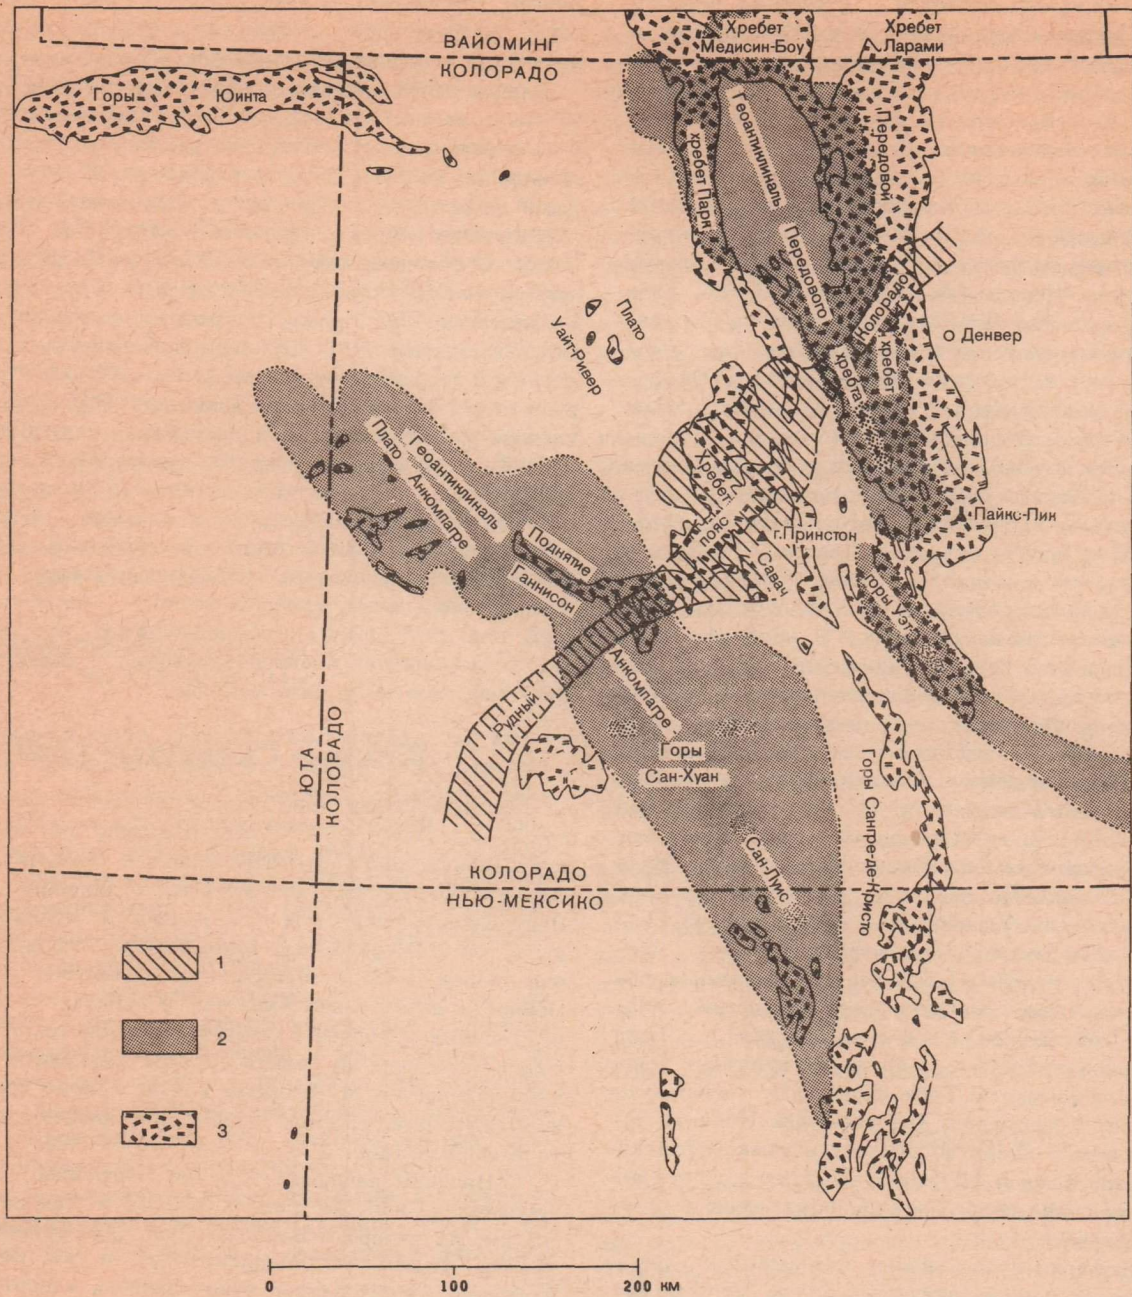 ВАЙОМИНГ
КОЛОРАДО
Хребет
Медисин-Боу
Хребет
Ларами
Горы Юинта
Геоантиклиналь
Передового
хребта
хребет Парк
Передовой
хребет
Колорадо
Денвер
Плато
Уайт-Ривер
Плато
Анкомпагре
Геоантиклиналь
Анкомпагре
Поднятие
Ганнисон
Хребет
Савач
пояс
Рудный
г.Принстон
Пайкс-Пик
горы Уэт
Горы
Сан-Хуан
Сан-Луис
Горы Сангре-де-Кристо
ЮТА
КОЛОРАДО
КОЛОРАДО
НЬЮ-МЕКСИКО
1
2
3
0 100 200 км